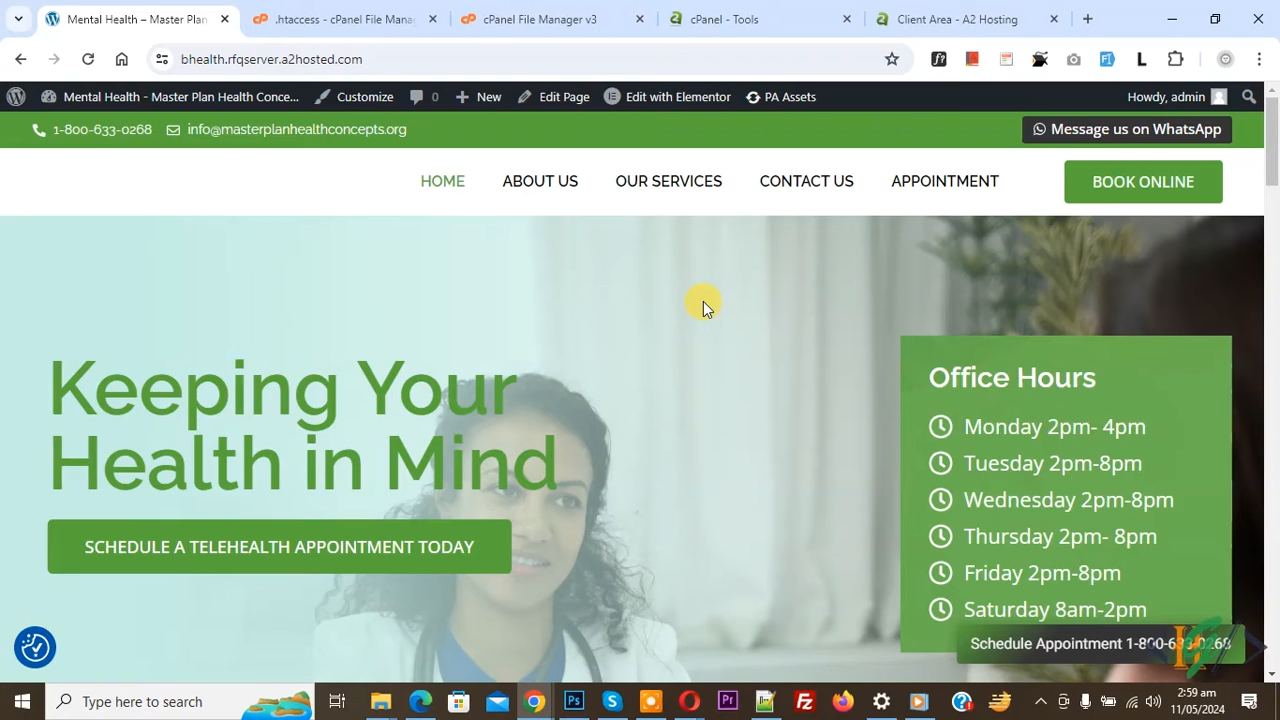 Mental Health – Master Plan
.htaccess - cPanel File Mana
cPanel File Manager v3
cPanel - Tools
Client Area - A2 Hosting
bhealth.rfqserver.a2hosted.com
Mental Health - Master Plan Health Conce...
Customize
0
New
Edit Page
Edit with Elementor
PA Assets
Howdy, admin
1-800-633-0268
info@masterplanhealthconcepts.org
Message us on WhatsApp
HOME
ABOUT US
OUR SERVICES
CONTACT US
APPOINTMENT
BOOK ONLINE
Keeping Your
Health in Mind
SCHEDULE A TELEHEALTH APPOINTMENT TODAY
Office Hours
Monday 2pm- 4pm
Tuesday 2pm-8pm
Wednesday 2pm-8pm
Thursday 2pm- 8pm
Friday 2pm-8pm
Saturday 8am-2pm
Schedule Appointment 1-800-633-0268
Type here to search
2:59 am
11/05/2024